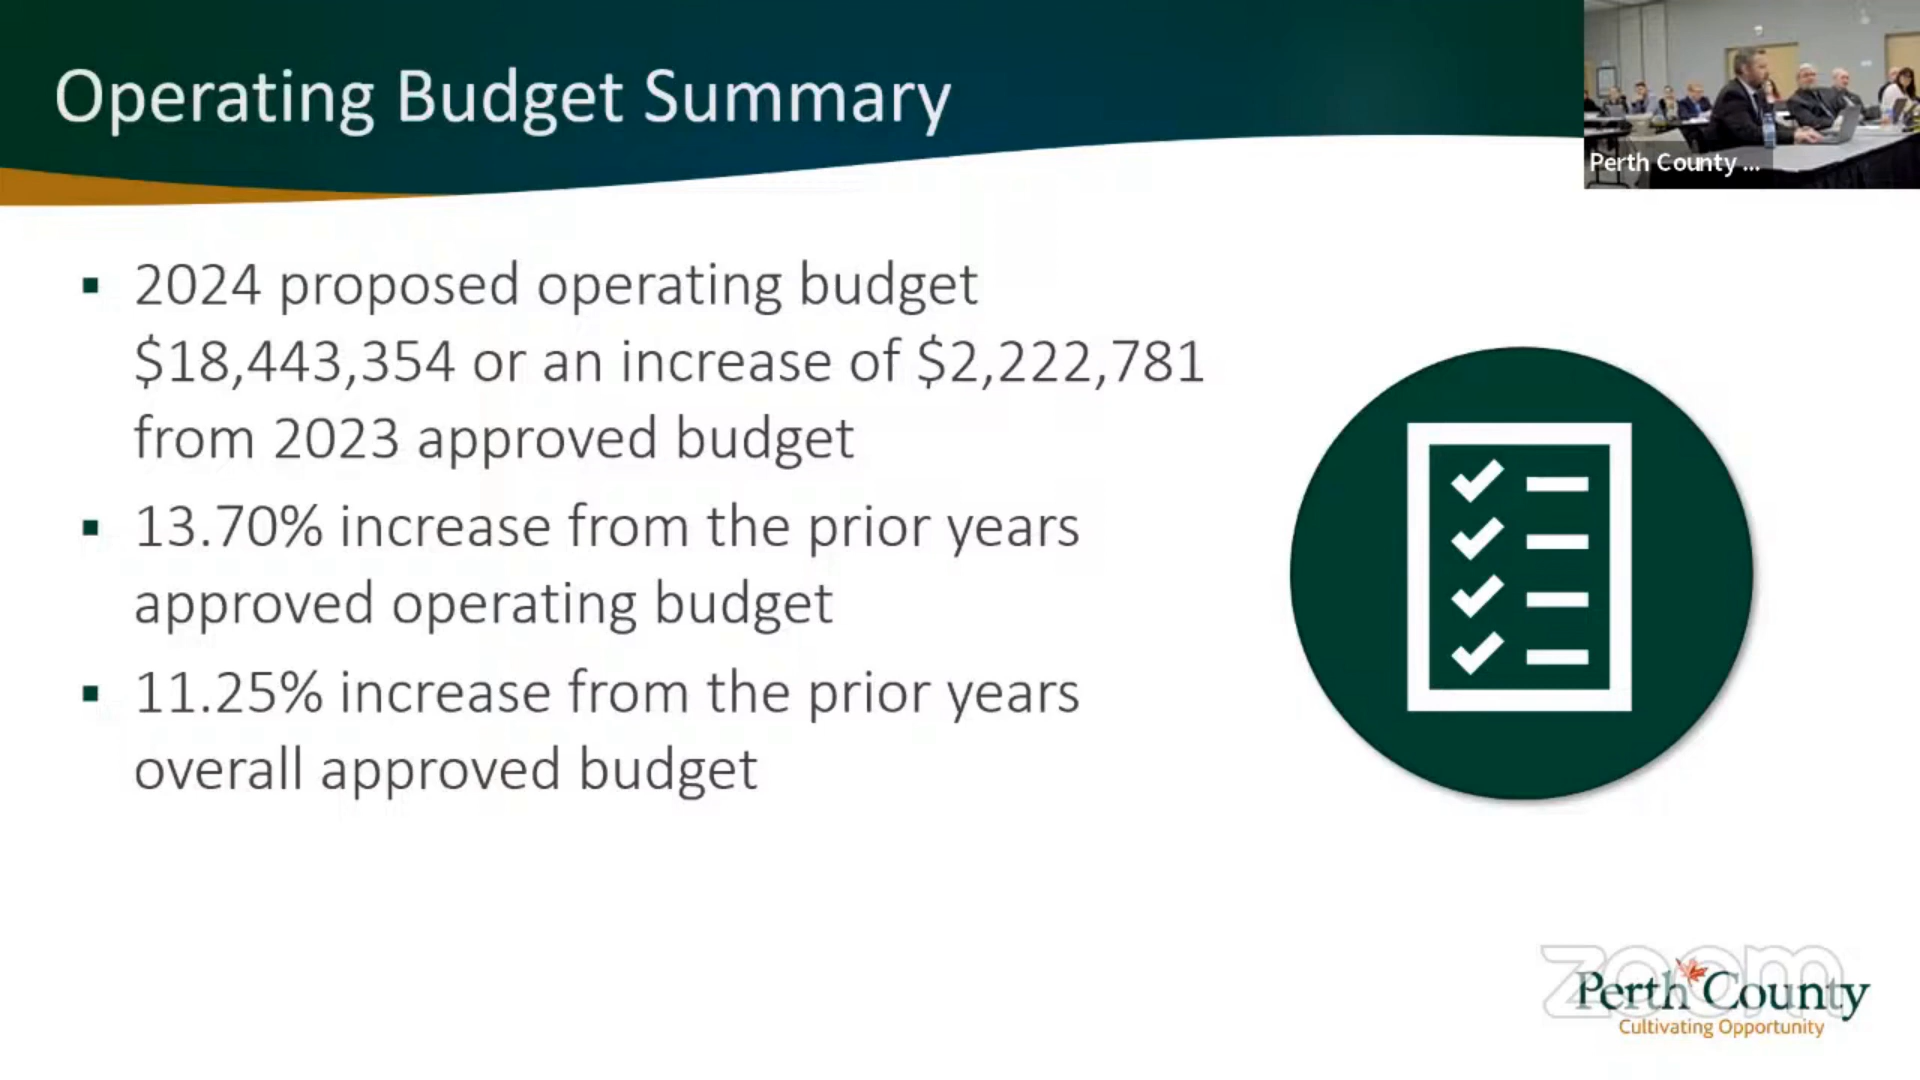 Operating Budget Summary
Perth County ...
2024 proposed operating budget
$18,443,354 or an increase of $2,222,781
from 2023 approved budget
13.70% increase from the prior years
approved operating budget
11.25% increase from the prior years
overall approved budget
zoom
Perth County
Cultivating Opportunity